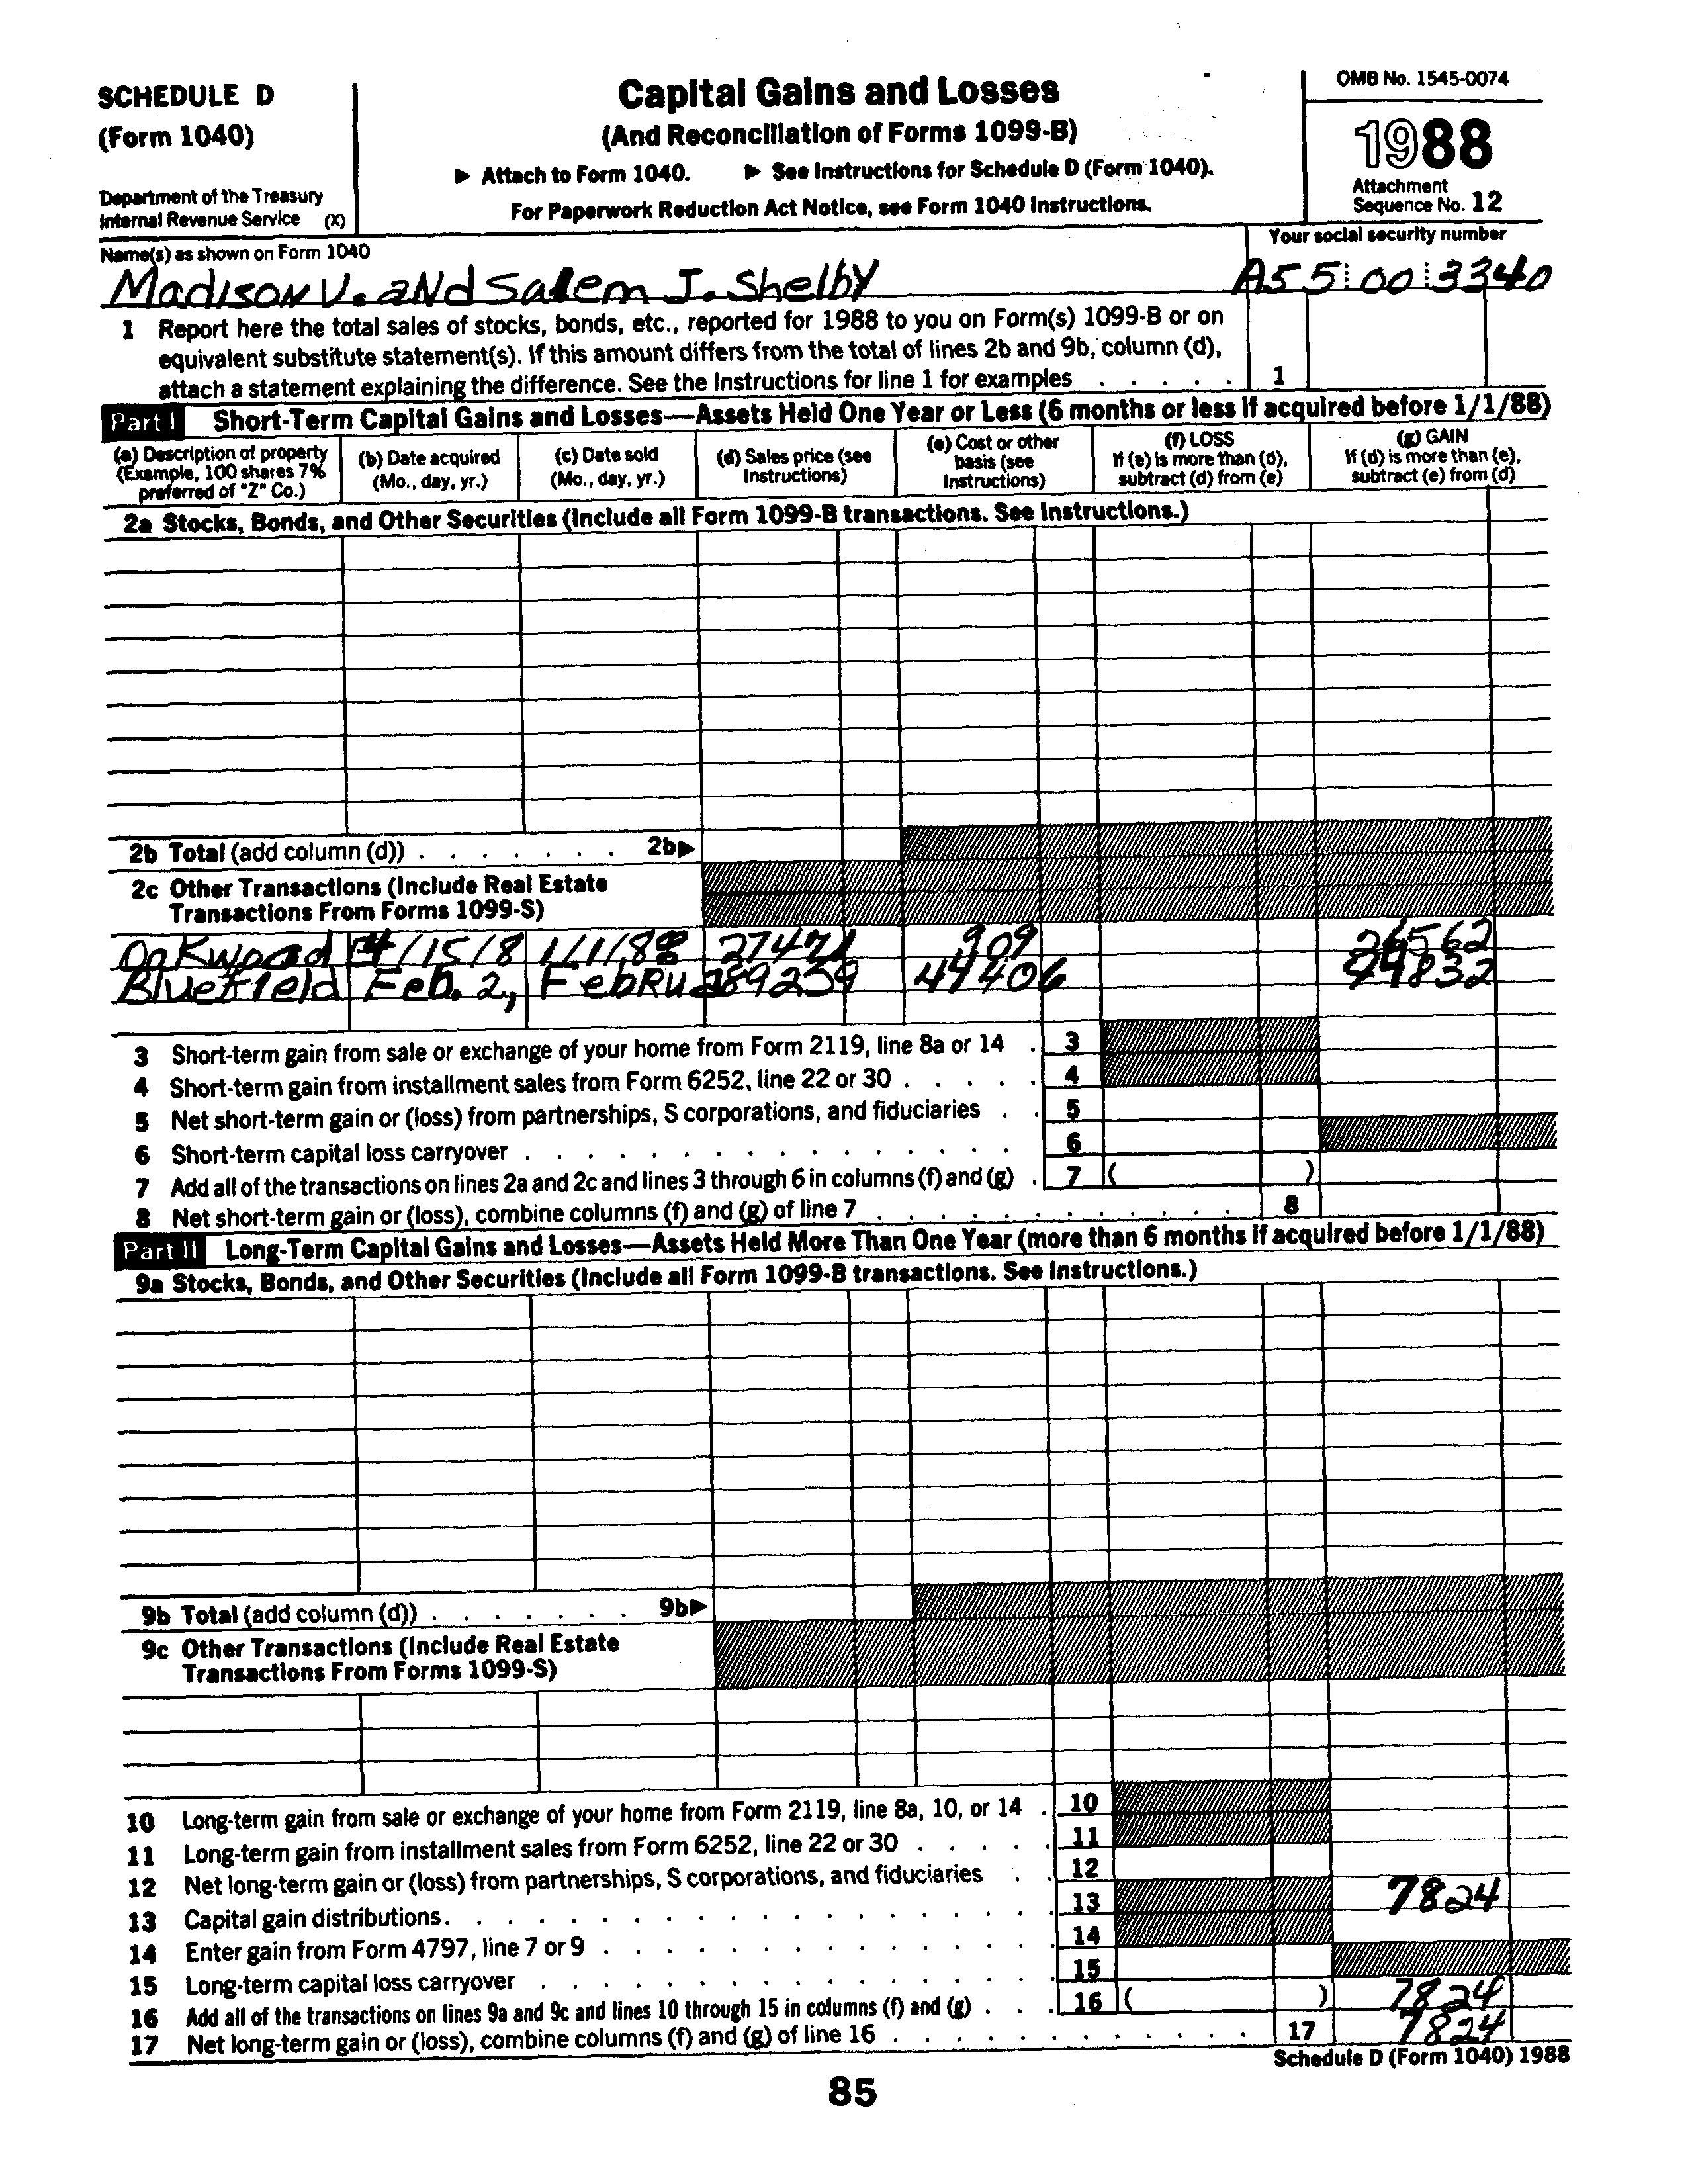 SCHEDULE D
(Form 1040)
Department of the Treasury
Internal Revenue Service (X)
Capital Gains and Losses
(And Reconciliation of Forms 1099-B)
▶ Attach to Form 1040. ▶ See Instructions for Schedule D (Form 1040).
For Paperwork Reduction Act Notice, see Form 1040 Instructions.
OMB No. 1545-0074
1988
Attachment
Sequence No. 12
Name(s) as shown on Form 1040
Madison V. and Salem J. Shelby
Your social security number
A55 00 3340
1 Report here the total sales of stocks, bonds, etc., reported for 1988 to you on Form(s) 1099-B or on
equivalent substitute statement(s). If this amount differs from the total of lines 2b and 9b, column (d),
attach a statement explaining the difference. See the Instructions for line 1 for examples . . . . . 1
Part I Short-Term Capital Gains and Losses—Assets Held One Year or Less (6 months or less if acquired before 1/1/88)
(a) Description of property
(Example, 100 shares 7%
preferred of "Z" Co.)
(b) Date acquired
(Mo., day, yr.)
(c) Date sold
(Mo., day, yr.)
(d) Sales price (see
Instructions)
(e) Cost or other
basis (see
Instructions)
(f) LOSS
If (e) is more than (d),
subtract (d) from (e)
(g) GAIN
If (d) is more than (e),
subtract (e) from (d)
2a Stocks, Bonds, and Other Securities (Include all Form 1099-B transactions. See Instructions.)
2b Total (add column (d)) . . . . . . . 2b▶
2c Other Transactions (Include Real Estate
Transactions From Forms 1099-S)
Oakwood 4/15/8 1/1/88 27471 909 26562
Bluefield Feb. 2, Februa 89239 44406 44832
3 Short-term gain from sale or exchange of your home from Form 2119, line 8a or 14 . 3
4 Short-term gain from installment sales from Form 6252, line 22 or 30 . . . . . 4
5 Net short-term gain or (loss) from partnerships, S corporations, and fiduciaries . . 5
6 Short-term capital loss carryover . . . . . . . . . . . . . . . . 6
7 Add all of the transactions on lines 2a and 2c and lines 3 through 6 in columns (f) and (g) . 7 ( )
8 Net short-term gain or (loss), combine columns (f) and (g) of line 7 . . . . . . . . . . . . 8
Part II Long-Term Capital Gains and Losses—Assets Held More Than One Year (more than 6 months if acquired before 1/1/88)
9a Stocks, Bonds, and Other Securities (Include all Form 1099-B transactions. See Instructions.)
9b Total (add column (d)) . . . . . . . 9b▶
9c Other Transactions (Include Real Estate
Transactions From Forms 1099-S)
10 Long-term gain from sale or exchange of your home from Form 2119, line 8a, 10, or 14 . 10
11 Long-term gain from installment sales from Form 6252, line 22 or 30 . . . . . 11
12 Net long-term gain or (loss) from partnerships, S corporations, and fiduciaries . . 12
13 Capital gain distributions . . . . . . . . . . . . . . . . . . . 13 7824
14 Enter gain from Form 4797, line 7 or 9 . . . . . . . . . . . . . . 14
15 Long-term capital loss carryover . . . . . . . . . . . . . . . . 15
16 Add all of the transactions on lines 9a and 9c and lines 10 through 15 in columns (f) and (g) . . . 16 ( ) 7824
17 Net long-term gain or (loss), combine columns (f) and (g) of line 16 . . . . . . . . . . . . 17 7824
Schedule D (Form 1040) 1988
85